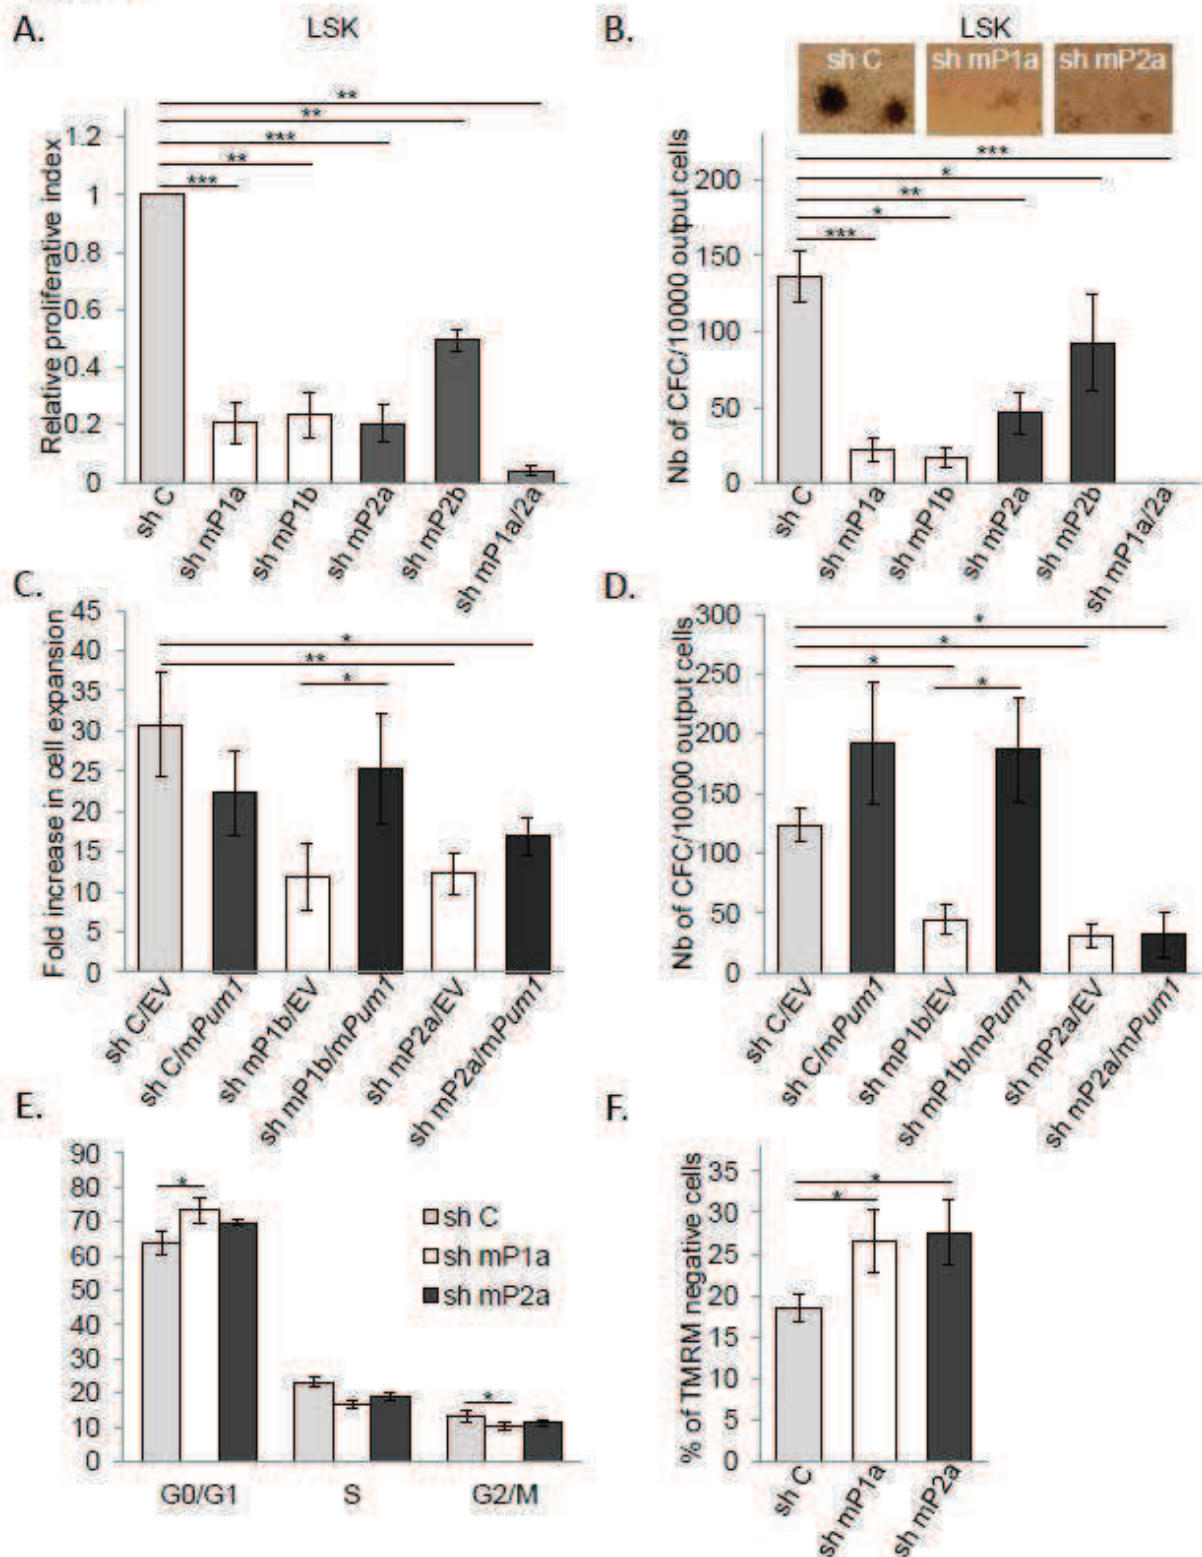 A.
LSK
Relative proliferative index
1.2
1
0.8
0.6
0.4
0.2
0
***
**
***
**
**
sh C
sh mP1a
sh mP1b
sh mP2a
sh mP2b
sh mP1a/2a
B.
LSK
sh C
sh mP1a
sh mP2a
Nb of CFC/10000 output cells
200
150
100
50
0
***
*
**
*
***
sh C
sh mP1a
sh mP1b
sh mP2a
sh mP2b
sh mP1a/2a
C.
Fold increase in cell expansion
45
40
35
30
25
20
15
10
5
0
*
**
*
sh C/EV
sh C/mPum1
sh mP1b/EV
sh mP1b/mPum1
sh mP2a/EV
sh mP2a/mPum1
D.
Nb of CFC/10000 output cells
300
250
200
150
100
50
0
*
*
*
*
sh C/EV
sh C/mPum1
sh mP1b/EV
sh mP1b/mPum1
sh mP2a/EV
sh mP2a/mPum1
E.
90
80
70
60
50
40
30
20
10
0
*
*
sh C
sh mP1a
sh mP2a
G0/G1
S
G2/M
F.
% of TMRM negative cells
35
30
25
20
15
10
5
0
*
*
sh C
sh mP1a
sh mP2a